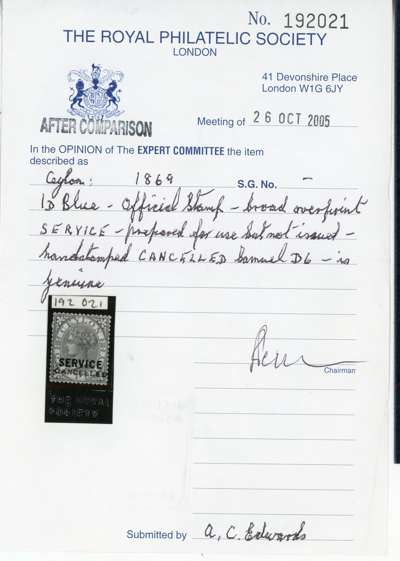 No. 192021
THE ROYAL PHILATELIC SOCIETY
LONDON
41 Devonshire Place
London W1G 6JY
AFTER COMPARISON
Meeting of 26 OCT 2005
In the OPINION of The EXPERT COMMITTEE the item
described as
Ceylon: 1869 S.G. No. -
1D Blue - Official Stamp - broad overprint
SERVICE - prepared for use but not issued -
handstamped CANCELLED Samuel D6 - is
genuine
192 021
SERVICE
CANCELLED
THE ROYAL
SOCIETY
Chairman
Submitted by A. C. Edwards